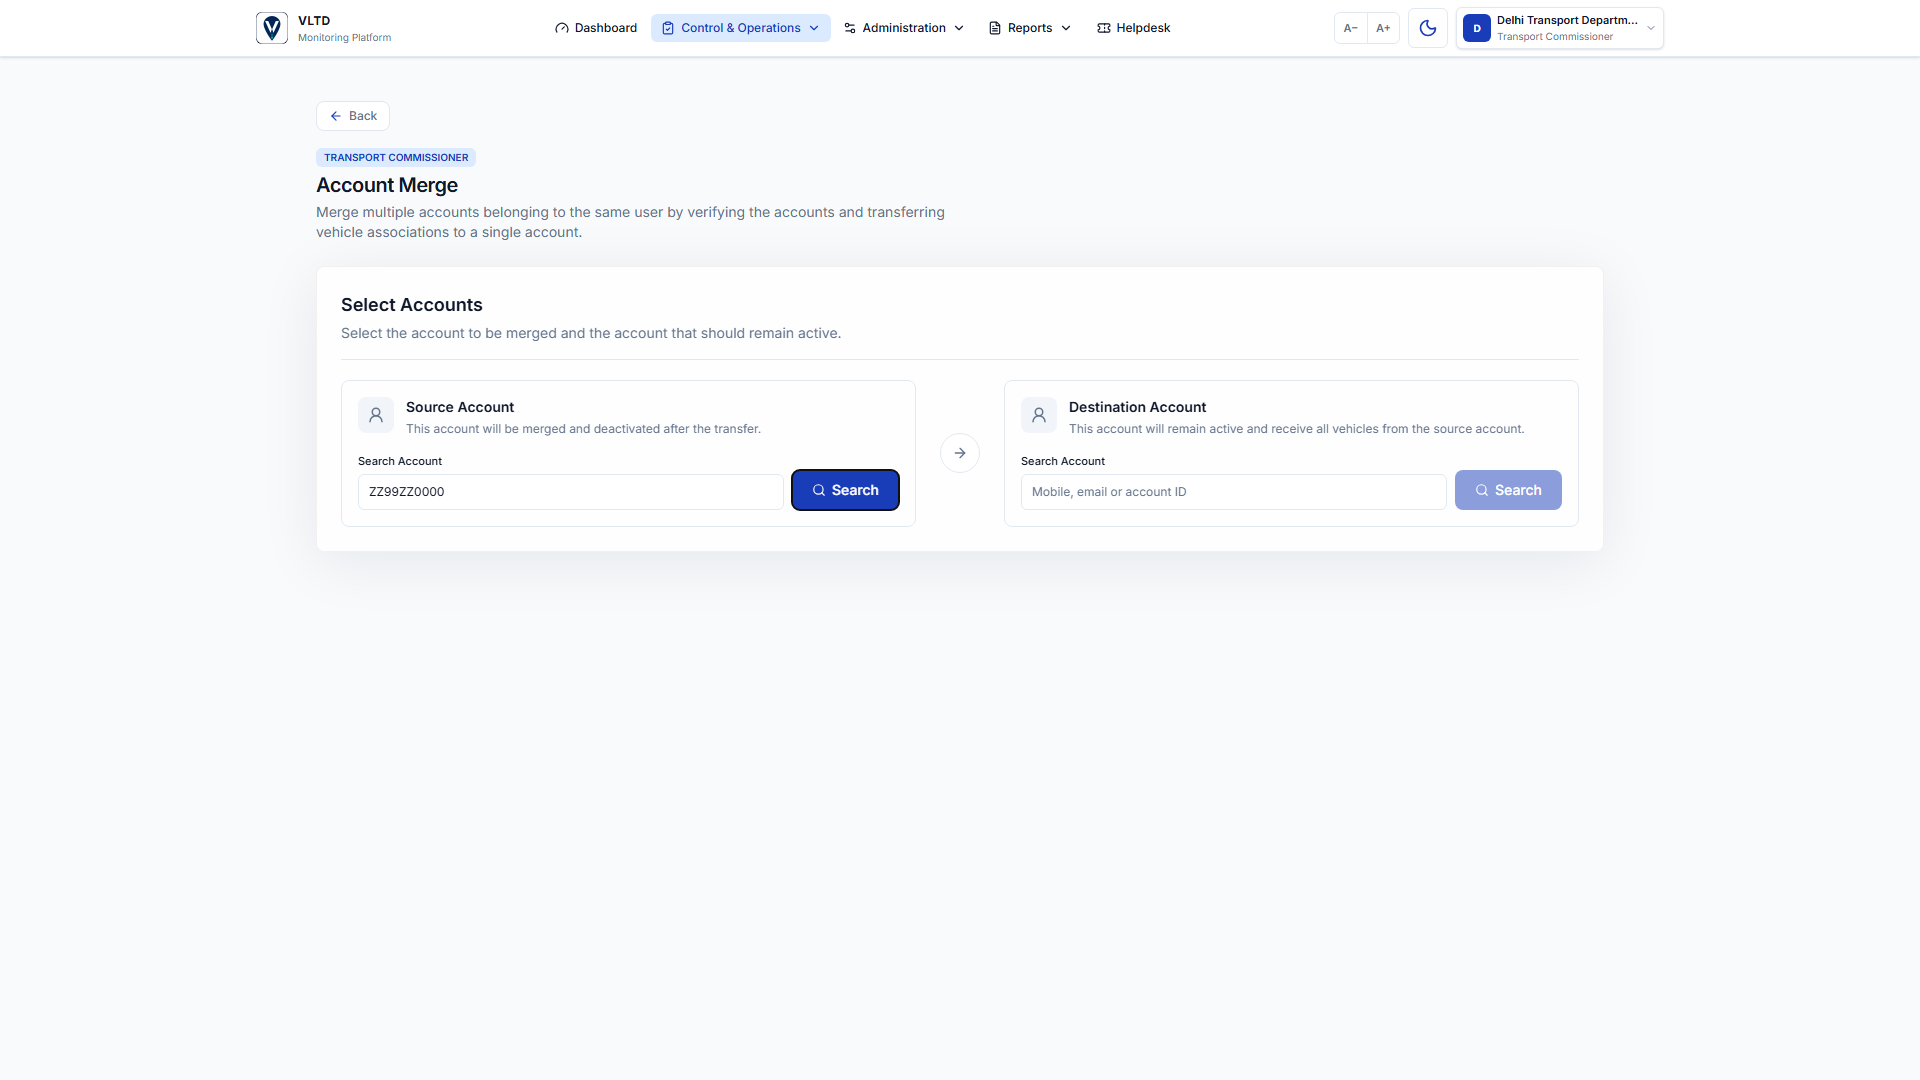 VLTD
Monitoring Platform
Dashboard
Control & Operations
Administration
Reports
Helpdesk
A−
A+
D
Delhi Transport Departm...
Transport Commissioner
Back
TRANSPORT COMMISSIONER
Account Merge
Merge multiple accounts belonging to the same user by verifying the accounts and transferring
vehicle associations to a single account.
Select Accounts
Select the account to be merged and the account that should remain active.
Source Account
This account will be merged and deactivated after the transfer.
Search Account
ZZ99ZZ0000
Search
Destination Account
This account will remain active and receive all vehicles from the source account.
Search Account
Mobile, email or account ID
Search